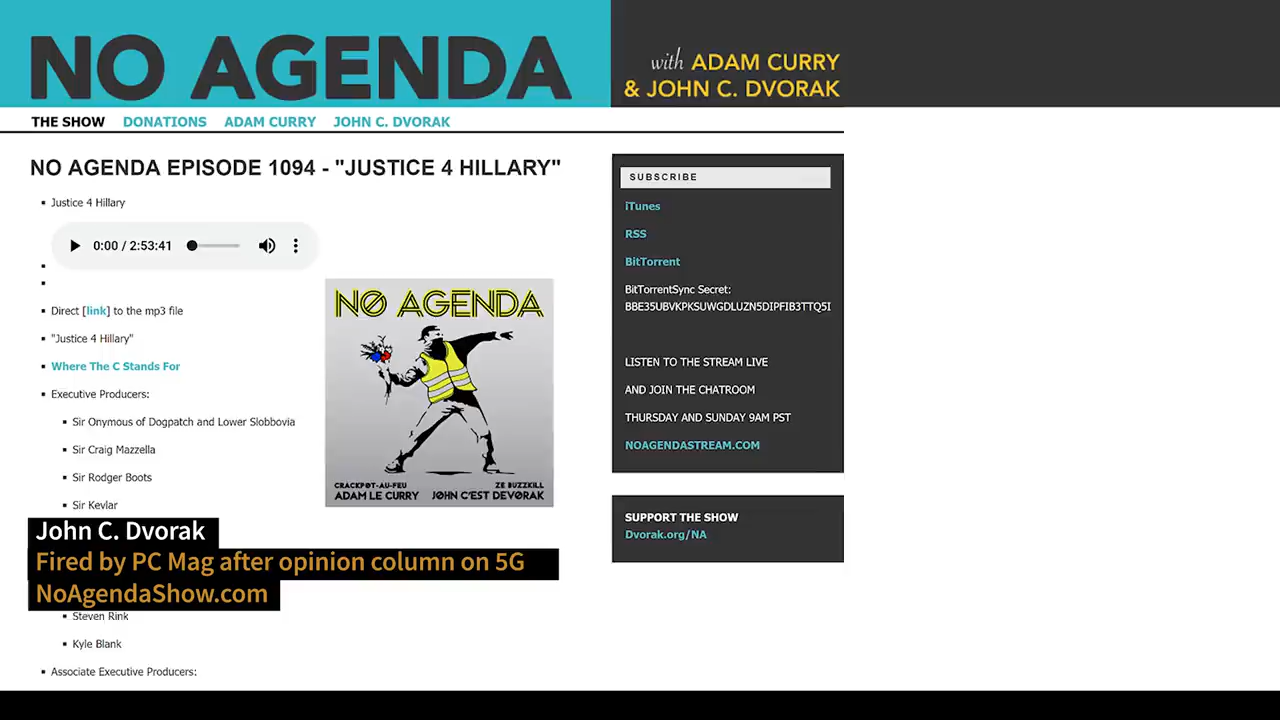 NO AGENDA
with ADAM CURRY
& JOHN C. DVORAK
THE SHOW DONATIONS ADAM CURRY JOHN C. DVORAK
NO AGENDA EPISODE 1094 - "JUSTICE 4 HILLARY"
Justice 4 Hillary
0:00 / 2:53:41
Direct [link] to the mp3 file
"Justice 4 Hillary"
Where The C Stands For
Executive Producers:
Sir Onymous of Dogpatch and Lower Slobbovia
Sir Craig Mazzella
Sir Rodger Boots
Sir Kevlar
NO AGENDA
CRACKPOT-AU-FEU
ADAM LE CURRY
ZE BUZZKILL
JOHN C'EST DEVORAK
John C. Dvorak
Fired by PC Mag after opinion column on 5G
NoAgendaShow.com
Steven Rink
Kyle Blank
Associate Executive Producers:
SUBSCRIBE
iTunes
RSS
BitTorrent
BitTorrentSync Secret:
BBE35UBVKPKSUWGDLUZN5DIPFIB3TTQ5I
LISTEN TO THE STREAM LIVE
AND JOIN THE CHATROOM
THURSDAY AND SUNDAY 9AM PST
NOAGENDASTREAM.COM
SUPPORT THE SHOW
Dvorak.org/NA